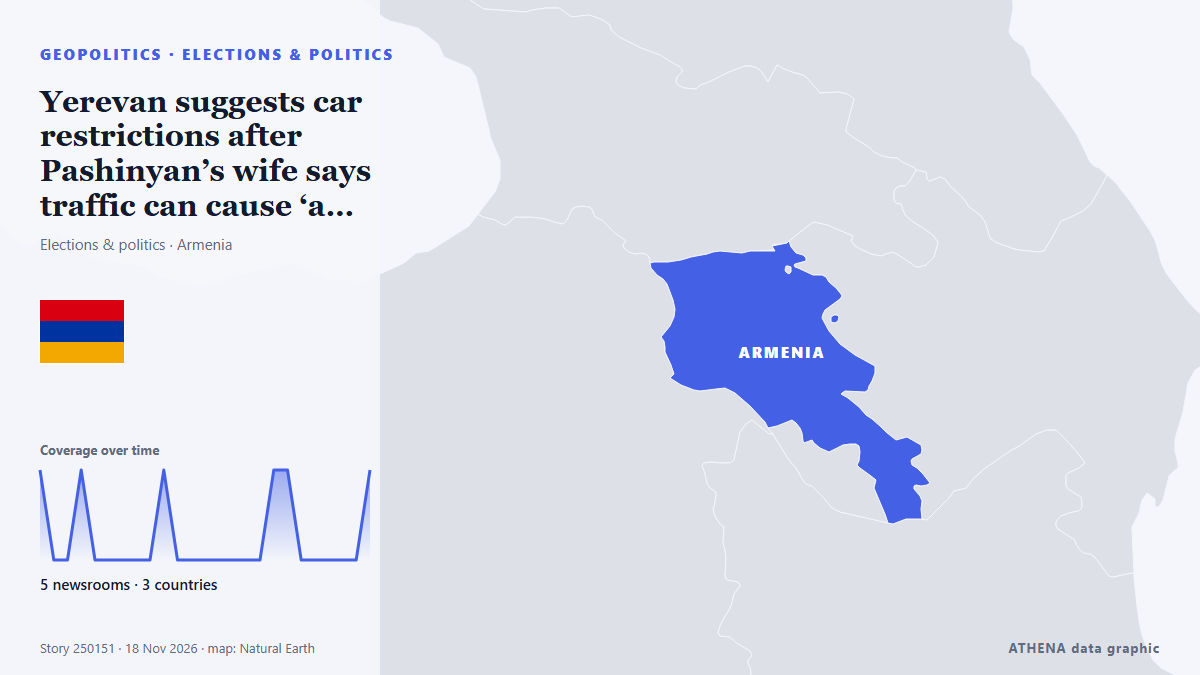 GEOPOLITICS · ELECTIONS & POLITICS
Yerevan suggests car
restrictions after
Pashinyan’s wife says
traffic can cause ‘a…
Elections & politics · Armenia
ARMENIA
Coverage over time
5 newsrooms · 3 countries
Story 250151 · 18 Nov 2026 · map: Natural Earth
ATHENA data graphic